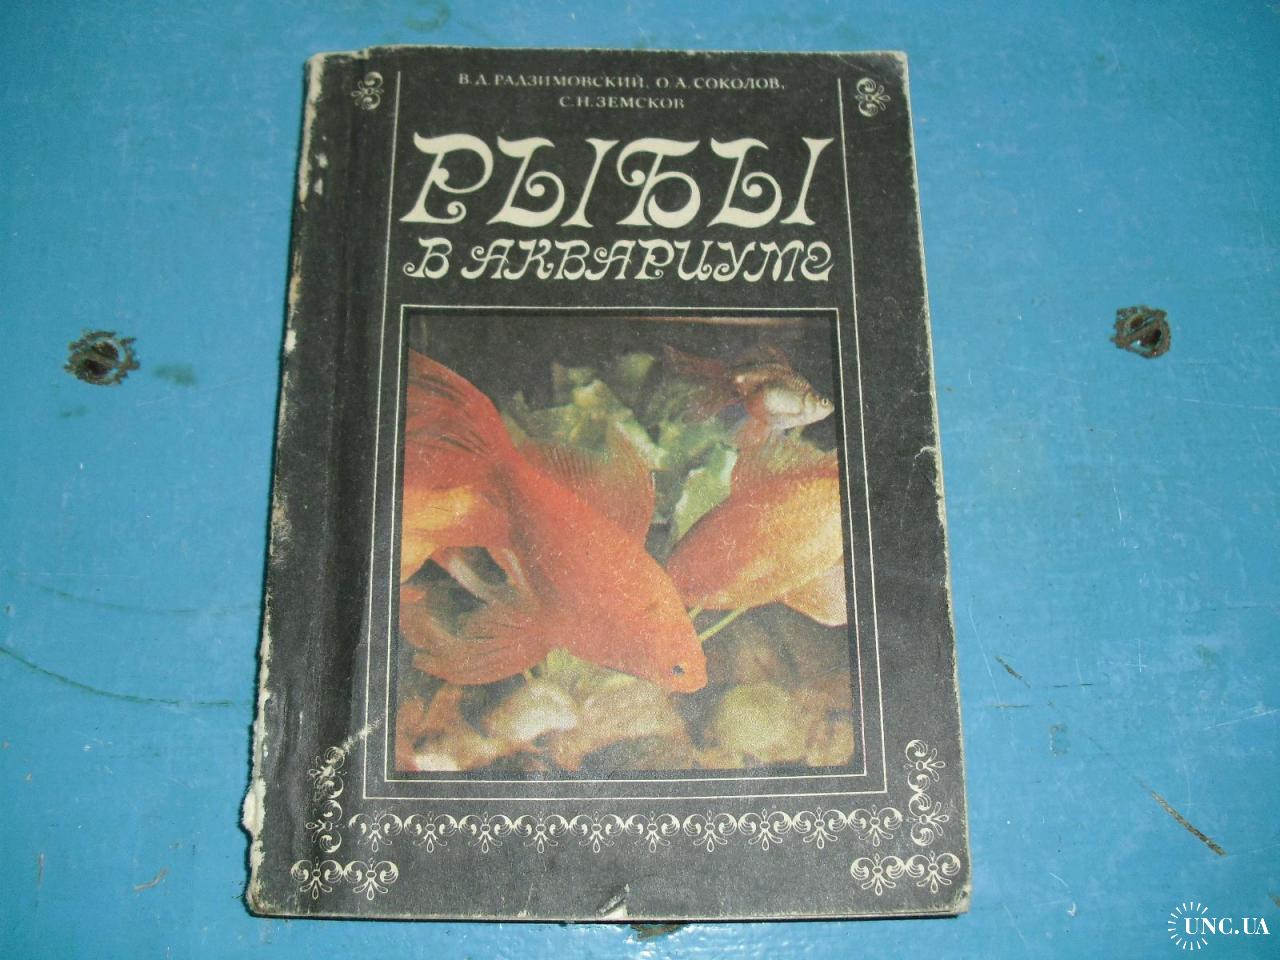 В. Д. РАДЗИМОВСКИЙ, О. А. СОКОЛОВ,
С. Н. ЗЕМСКОВ
РЫБЫ
В АКВАРИУМЕ
UNC.UA